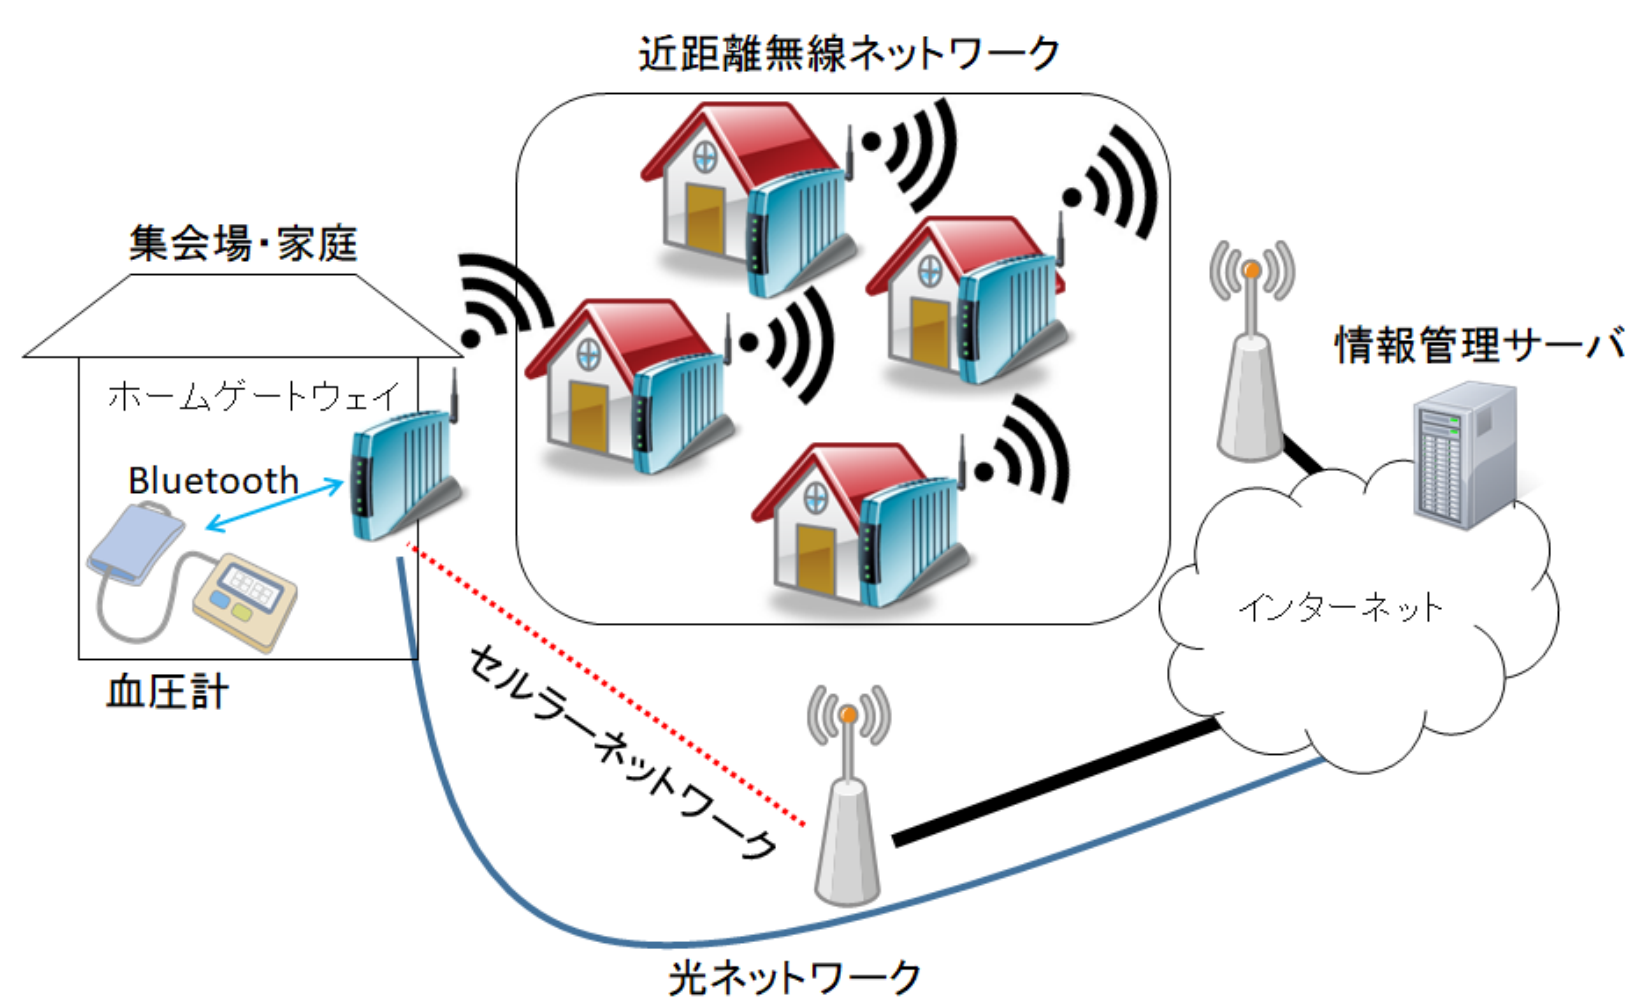 近距離無線ネットワーク
集会場・家庭
情報管理サーバ
ホームゲートウェイ
Bluetooth
インターネット
血圧計
セルラーネットワーク
光ネットワーク